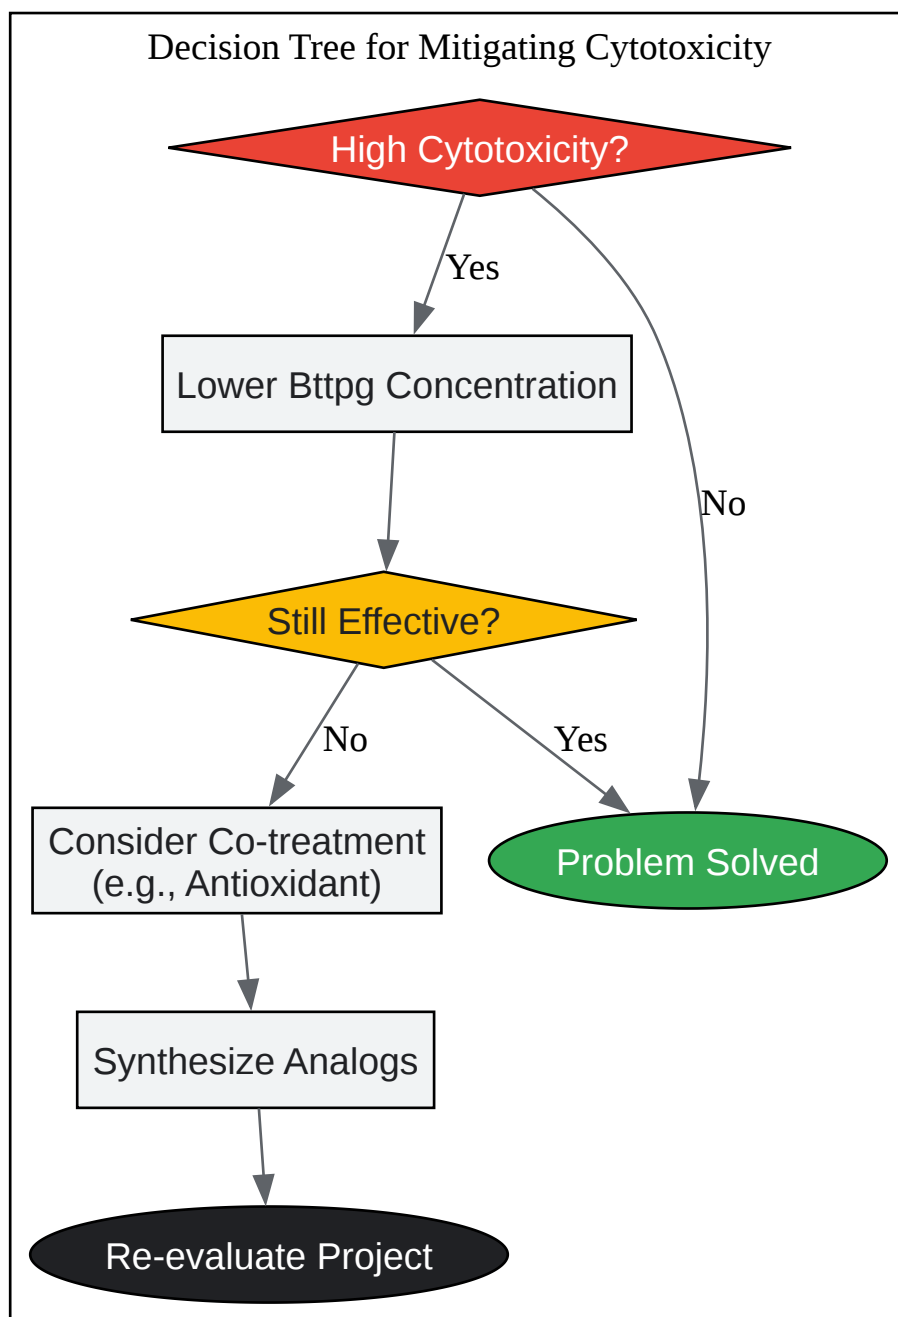 Decision Tree for Mitigating Cytotoxicity
High Cytotoxicity?
Yes
Lower Bttpg Concentration
No
Still Effective?
No
Yes
Consider Co-treatment
(e.g., Antioxidant)
Problem Solved
Synthesize Analogs
Re-evaluate Project